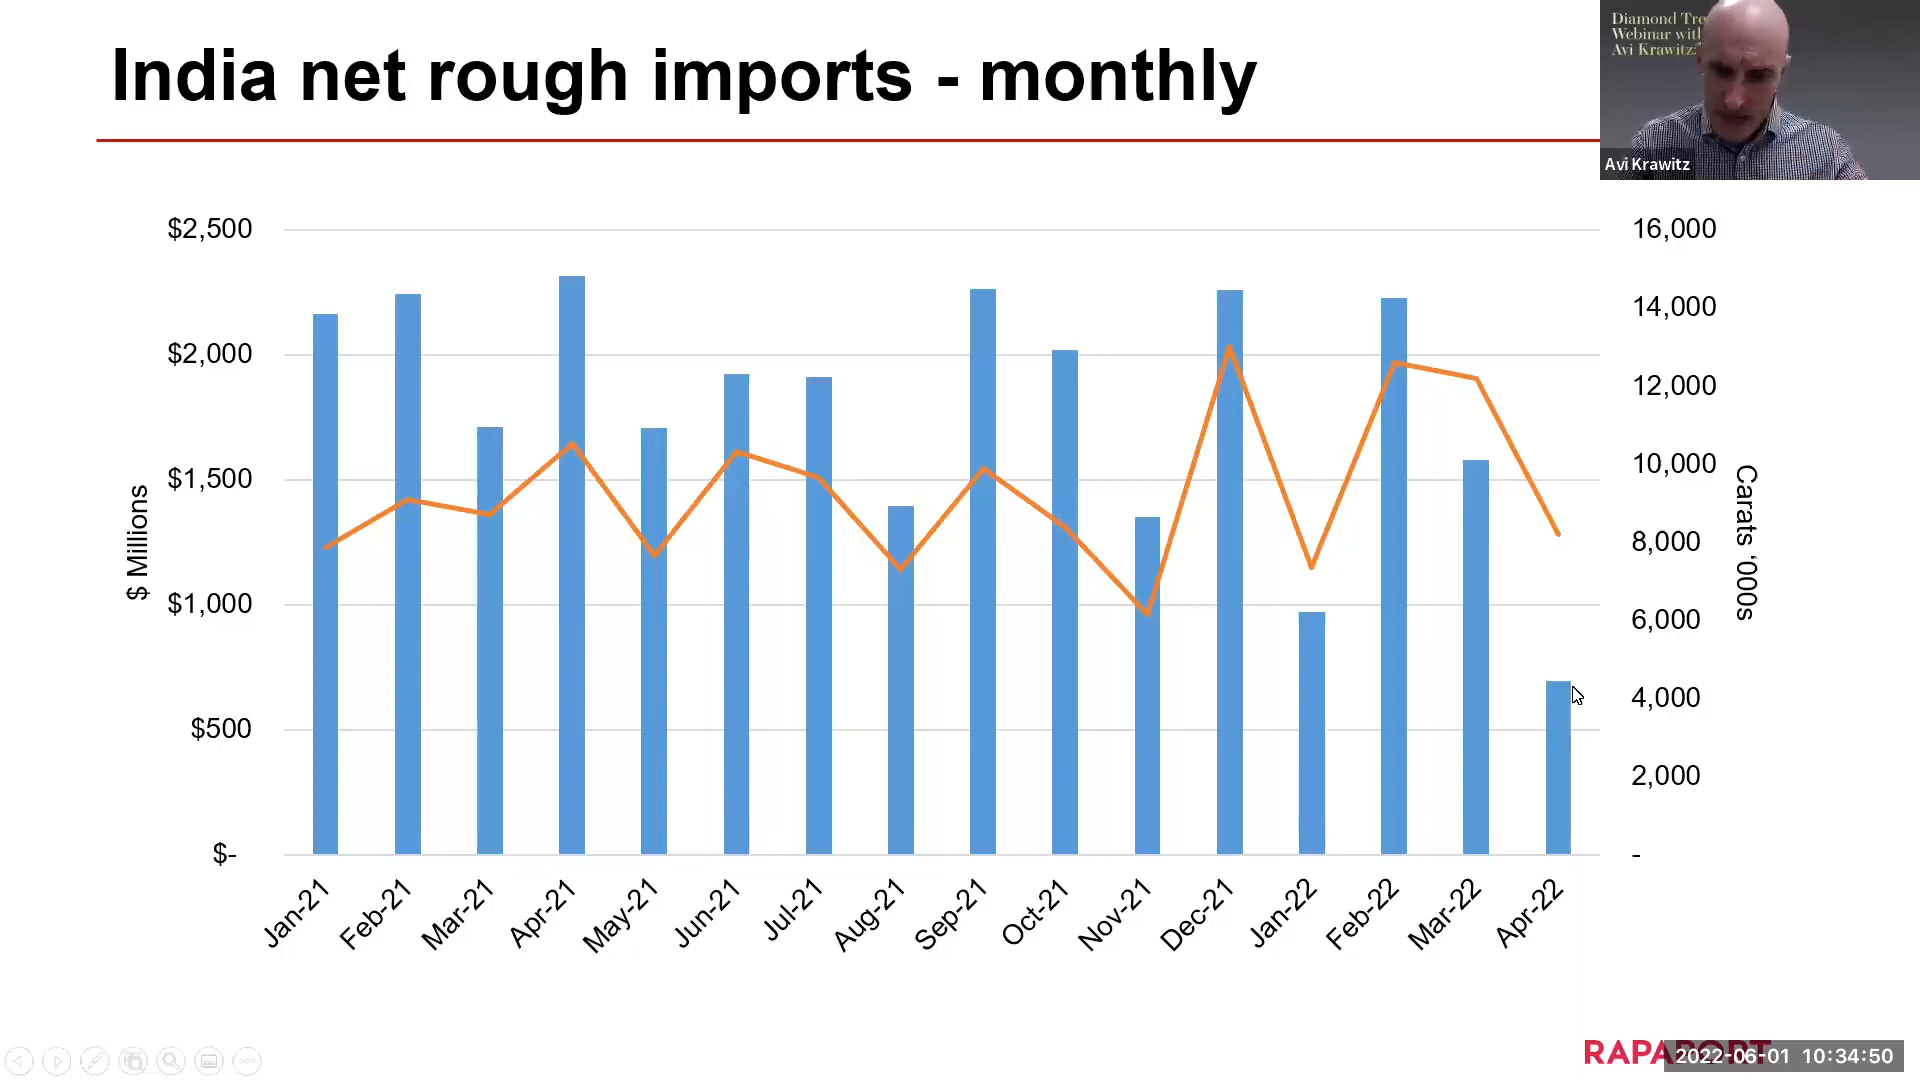 India net rough imports - monthly
Diamond Tre
Webinar with
Avi Krawitz:
Avi Krawitz
$2,500
$2,000
$1,500
$1,000
$500
$-
$ Millions
16,000
14,000
12,000
10,000
8,000
6,000
4,000
2,000
-
Carats '000s
Jan-21
Feb-21
Mar-21
Apr-21
May-21
Jun-21
Jul-21
Aug-21
Sep-21
Oct-21
Nov-21
Dec-21
Jan-22
Feb-22
Mar-22
Apr-22
RAPAPORT
2022-06-01 10:34:50